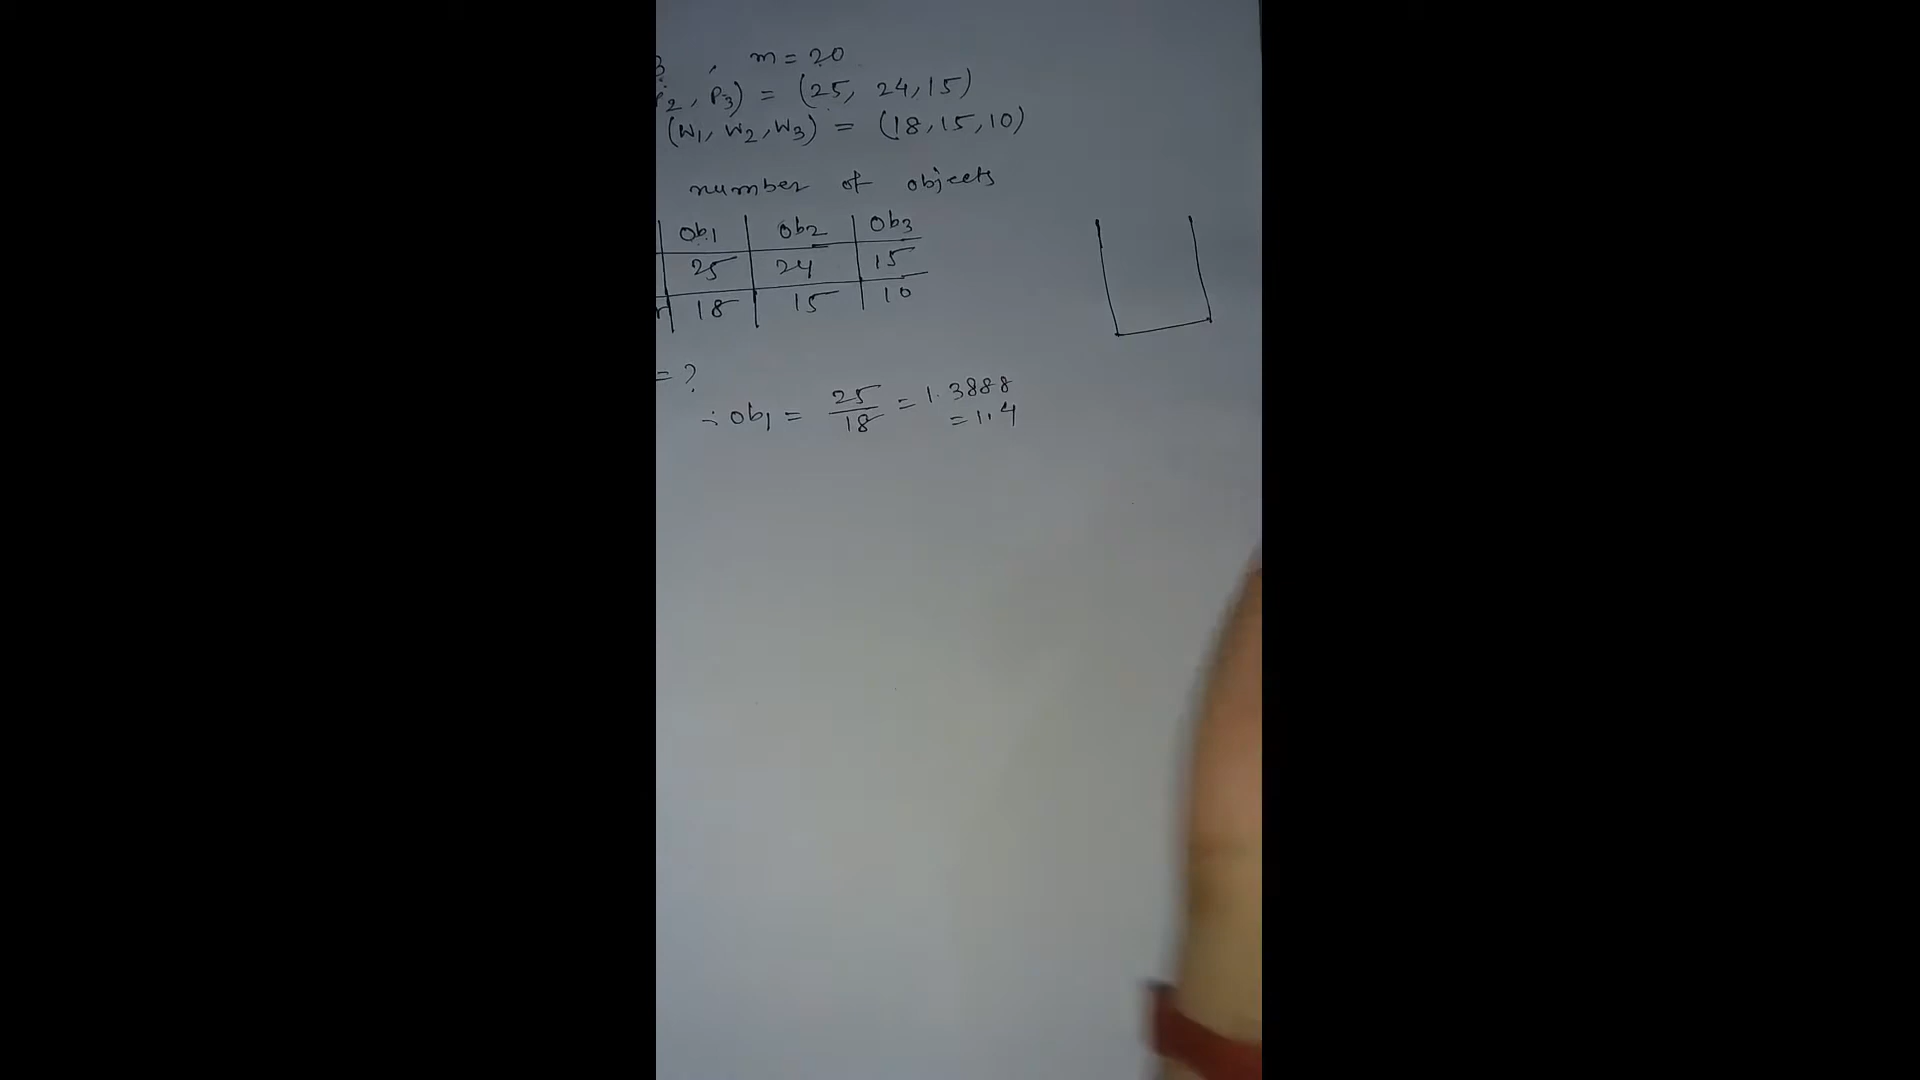 3 , m = 20
P2, P3) = (25, 24, 15)
(W1, W2, W3) = (18, 15, 10)
number of objects
Ob1 Ob2 Ob3
25 24 15
18 15 10
= ?
∴ Ob1 = 25/18 = 1.3888
= 1.4